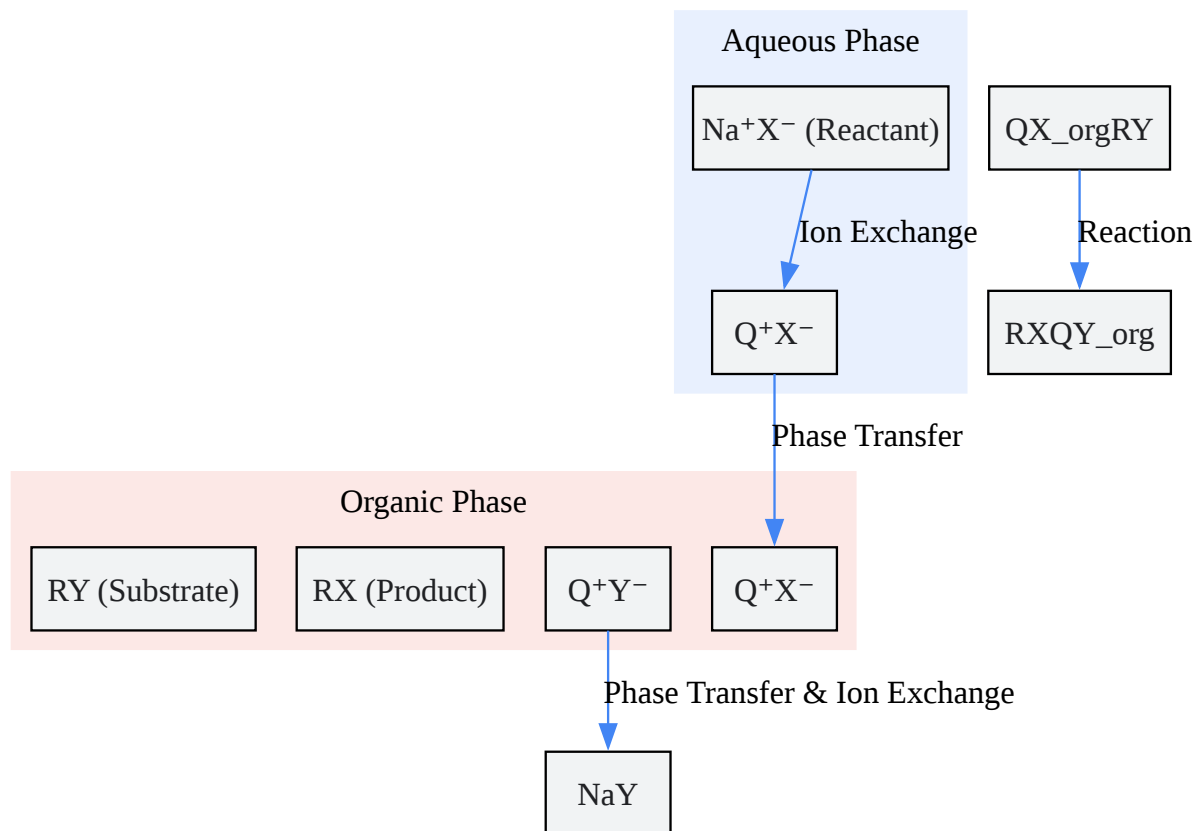 Aqueous Phase
Na⁺X⁻ (Reactant)
QX_orgRY
Ion Exchange
Reaction
Q⁺X⁻
RXQY_org
Phase Transfer
Organic Phase
RY (Substrate)
RX (Product)
Q⁺Y⁻
Q⁺X⁻
Phase Transfer & Ion Exchange
NaY